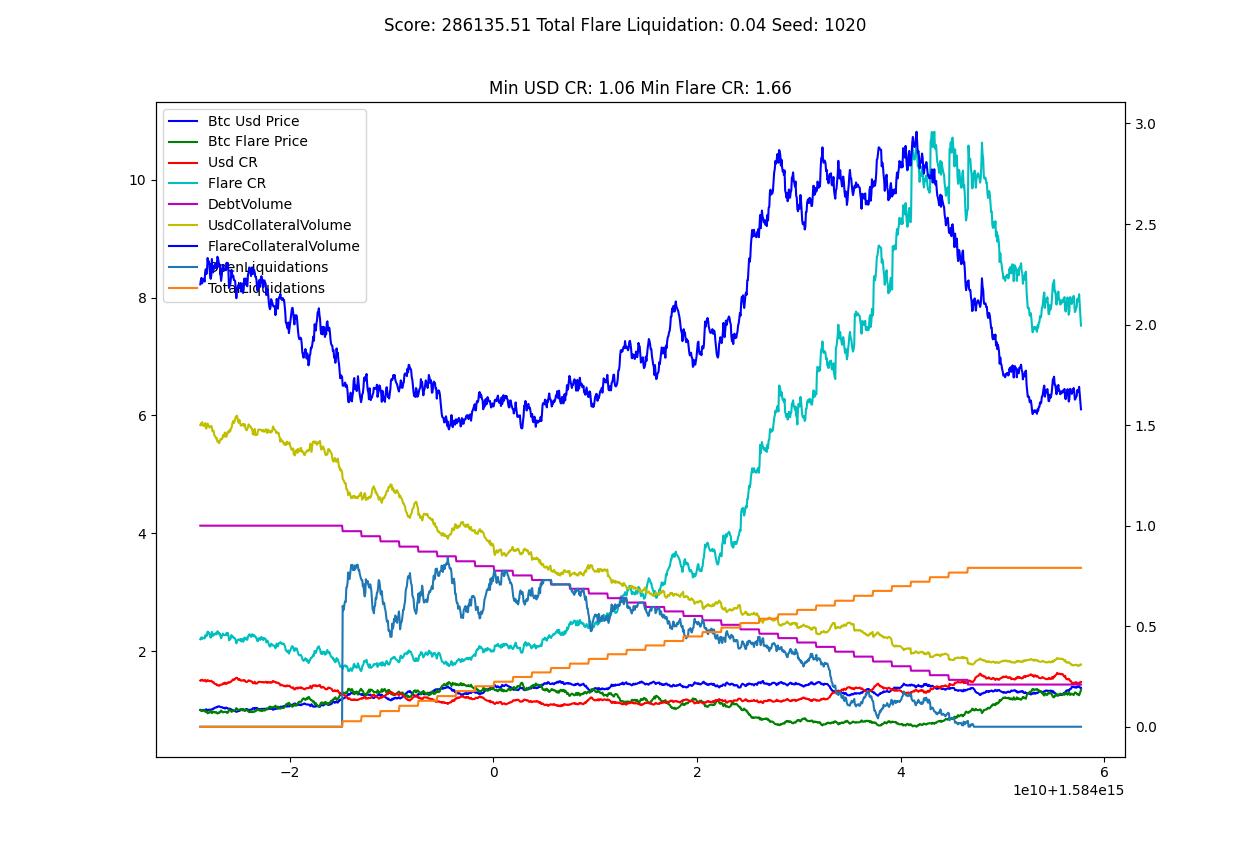 Score: 286135.51 Total Flare Liquidation: 0.04 Seed: 1020
Min USD CR: 1.06 Min Flare CR: 1.66
Btc Usd Price
Btc Flare Price
Usd CR
Flare CR
DebtVolume
UsdCollateralVolume
FlareCollateralVolume
OpenLiquidations
TotalLiquidations
10
8
6
4
2
3.0
2.5
2.0
1.5
1.0
0.5
0.0
−2
0
2
4
6
1e10+1.584e15